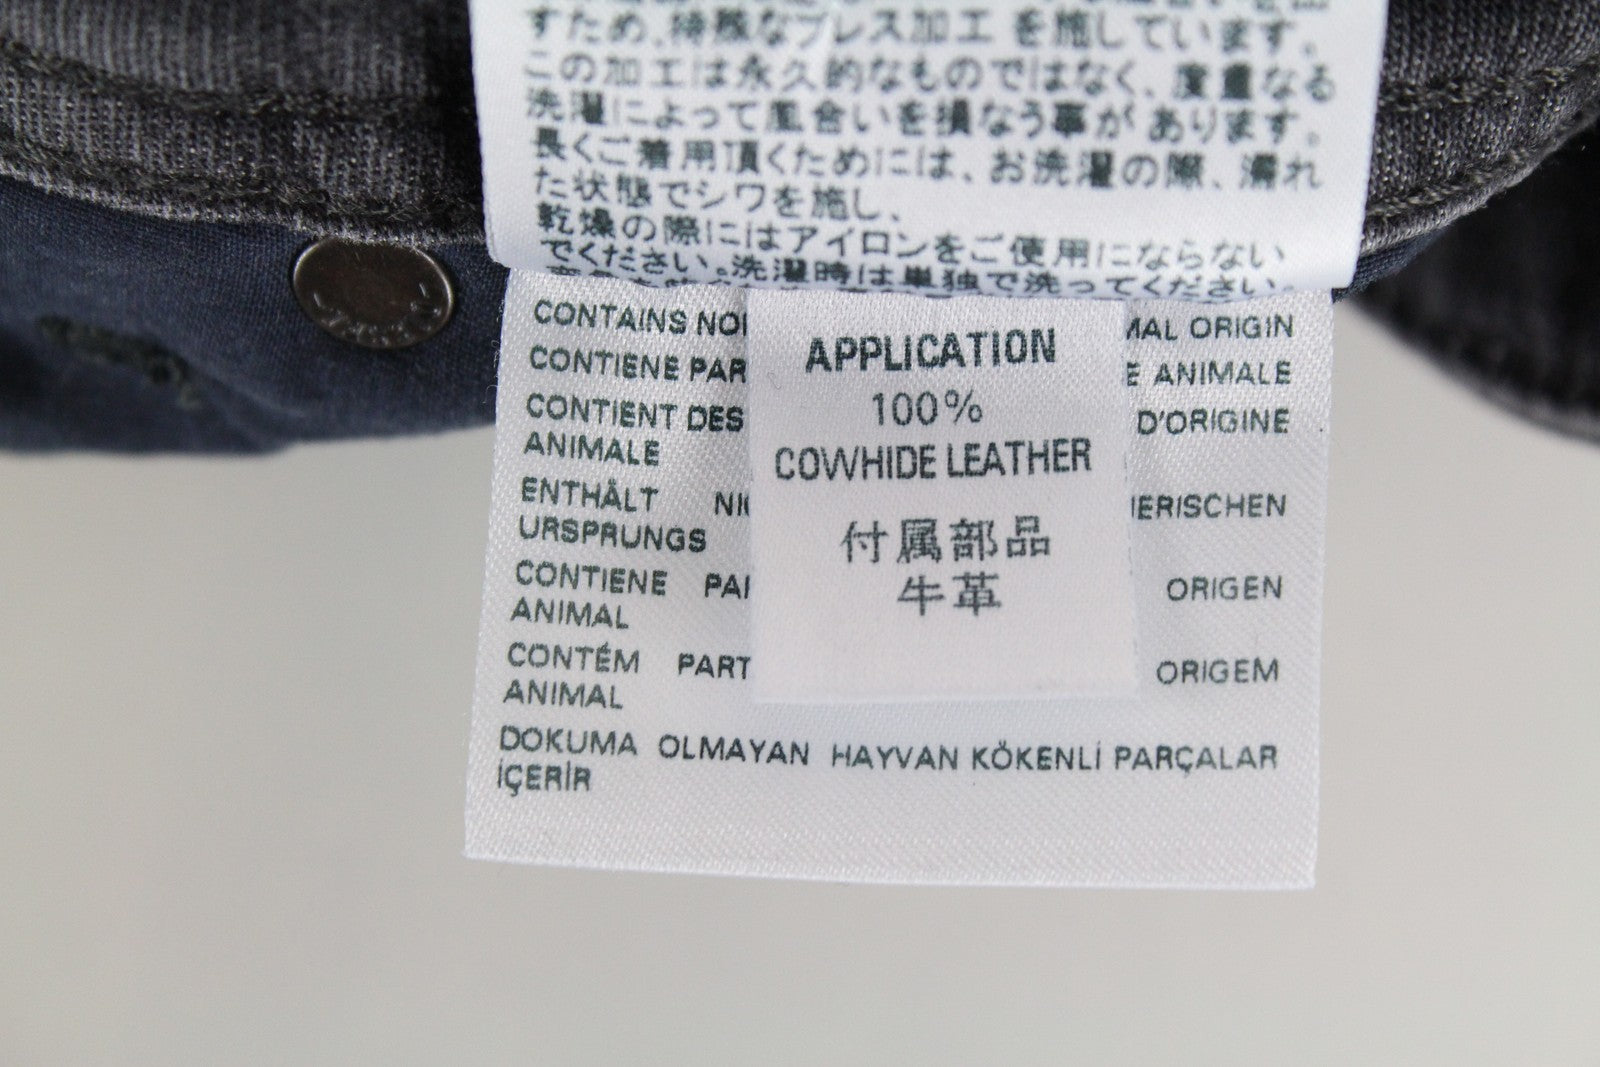 すため、特殊なプレス加工 を施しています。
この加工は永久的なものではなく、度重なる
洗濯によって風合いを損なう事が あります。
長くご着用頂くためには、お洗濯の際、濡れ
た状態でシワを施し、
乾燥の際にはアイロンをご使用にならない
でください。洗濯時は単独で洗ってください。
CONTAINS ORIGIN
CONTIENE ANIMALE
CONTIENT DES D'ORIGINE
ANIMALE
ENTHÄLT
URSPRUNGS
CONTIENE ORIGEN
ANIMAL
CONTÉM ORIGEM
ANIMAL
DOKUMA OLMAYAN HAYVAN KÖKENLİ PARÇALAR
İÇERİR
APPLICATION
100%
COWHIDE LEATHER
付属部品
牛革